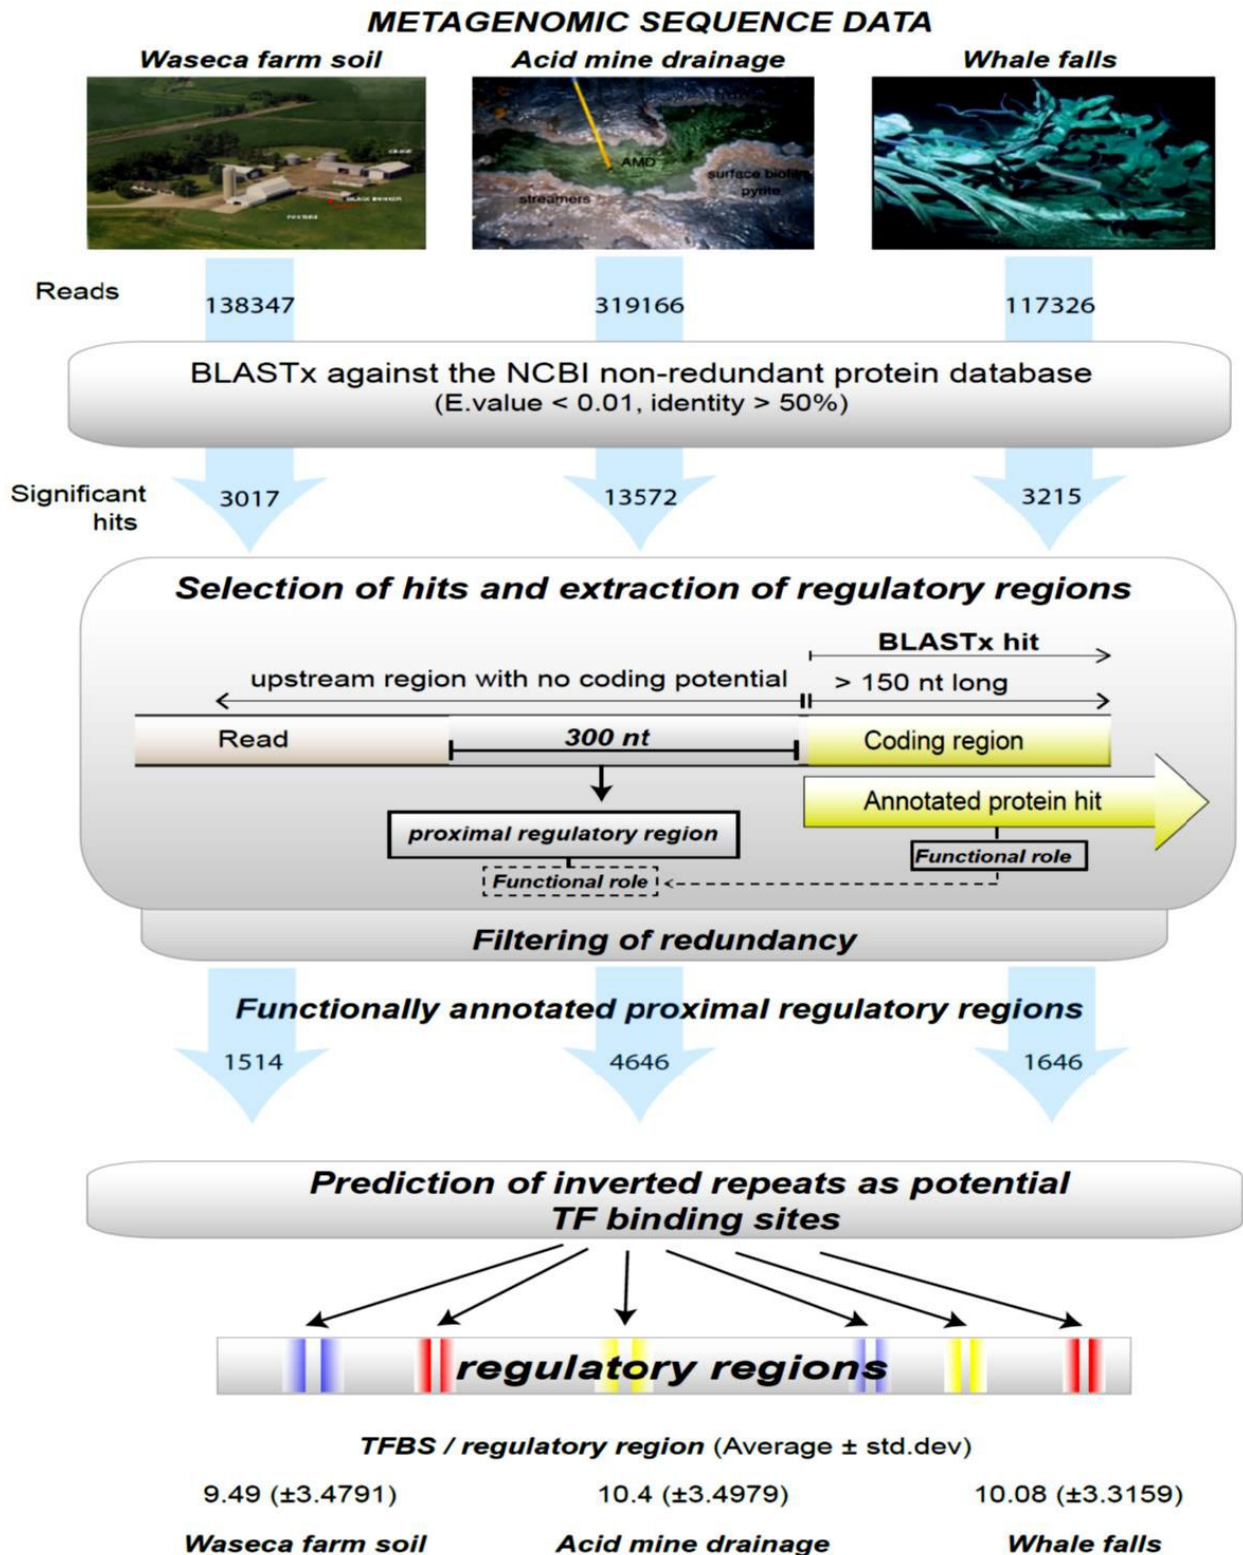 METAGENOMIC SEQUENCE DATA
Waseca farm soil
Acid mine drainage
Whale falls
AMD
surface biofilm
pyrite
streamers
Reads
138347
319166
117326
BLASTx against the NCBI non-redundant protein database
(E.value < 0.01, identity > 50%)
Significant
hits
3017
13572
3215
Selection of hits and extraction of regulatory regions
BLASTx hit
upstream region with no coding potential
> 150 nt long
Read
300 nt
Coding region
Annotated protein hit
proximal regulatory region
Functional role
Functional role
Filtering of redundancy
Functionally annotated proximal regulatory regions
1514
4646
1646
Prediction of inverted repeats as potential
TF binding sites
regulatory regions
TFBS / regulatory region (Average ± std.dev)
9.49 (±3.4791)
10.4 (±3.4979)
10.08 (±3.3159)
Waseca farm soil
Acid mine drainage
Whale falls